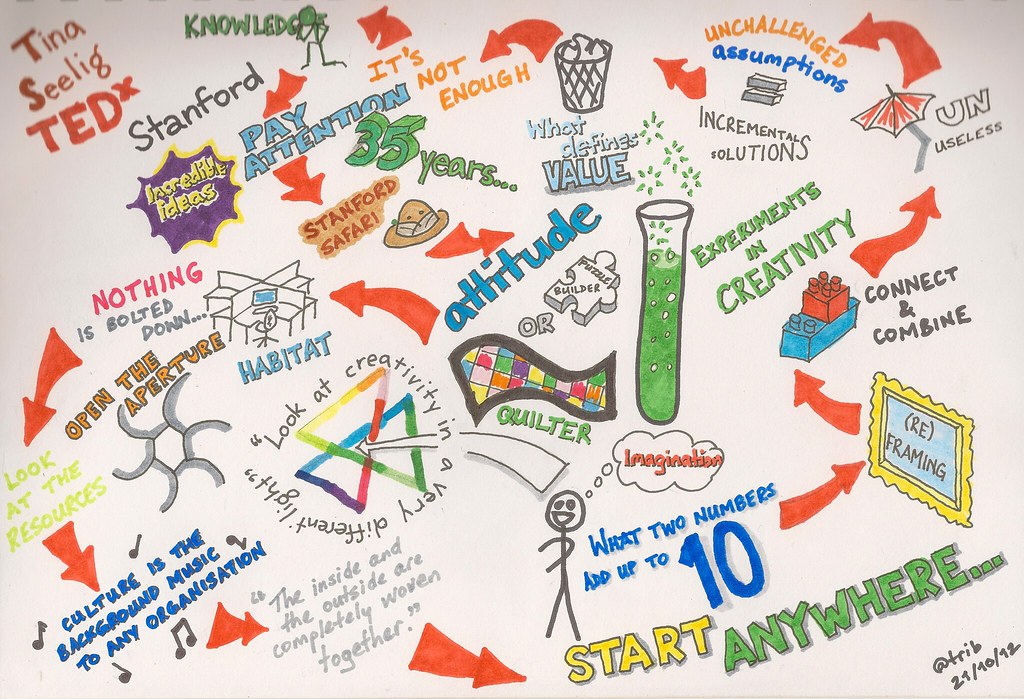 Tina
Seelig
TEDx
Stanford
KNOWLEDGE
IT'S
NOT
ENOUGH
PAY
ATTENTION
35
years...
Incredible
ideas
STANFORD
SAFARI
What
defines
VALUE
UNCHALLENGED
assumptions
INCREMENTAL
SOLUTIONS
UN
USELESS
attitude
PUZZLE
BUILDER
OR
QUILTER
EXPERIMENTS
IN
CREATIVITY
CONNECT
&
COMBINE
(RE)
FRAMING
NOTHING
IS BOLTED
DOWN...
HABITAT
OPEN THE
APERTURE
"Look at creativity in a very different light"
LOOK
AT THE
RESOURCES
CULTURE IS THE
BACKGROUND MUSIC
TO ANY ORGANISATION
"The inside and
the outside are
completely woven
together."
Imagination
WHAT TWO NUMBERS
ADD UP TO 10
START ANYWHERE...
@trib
21/10/12